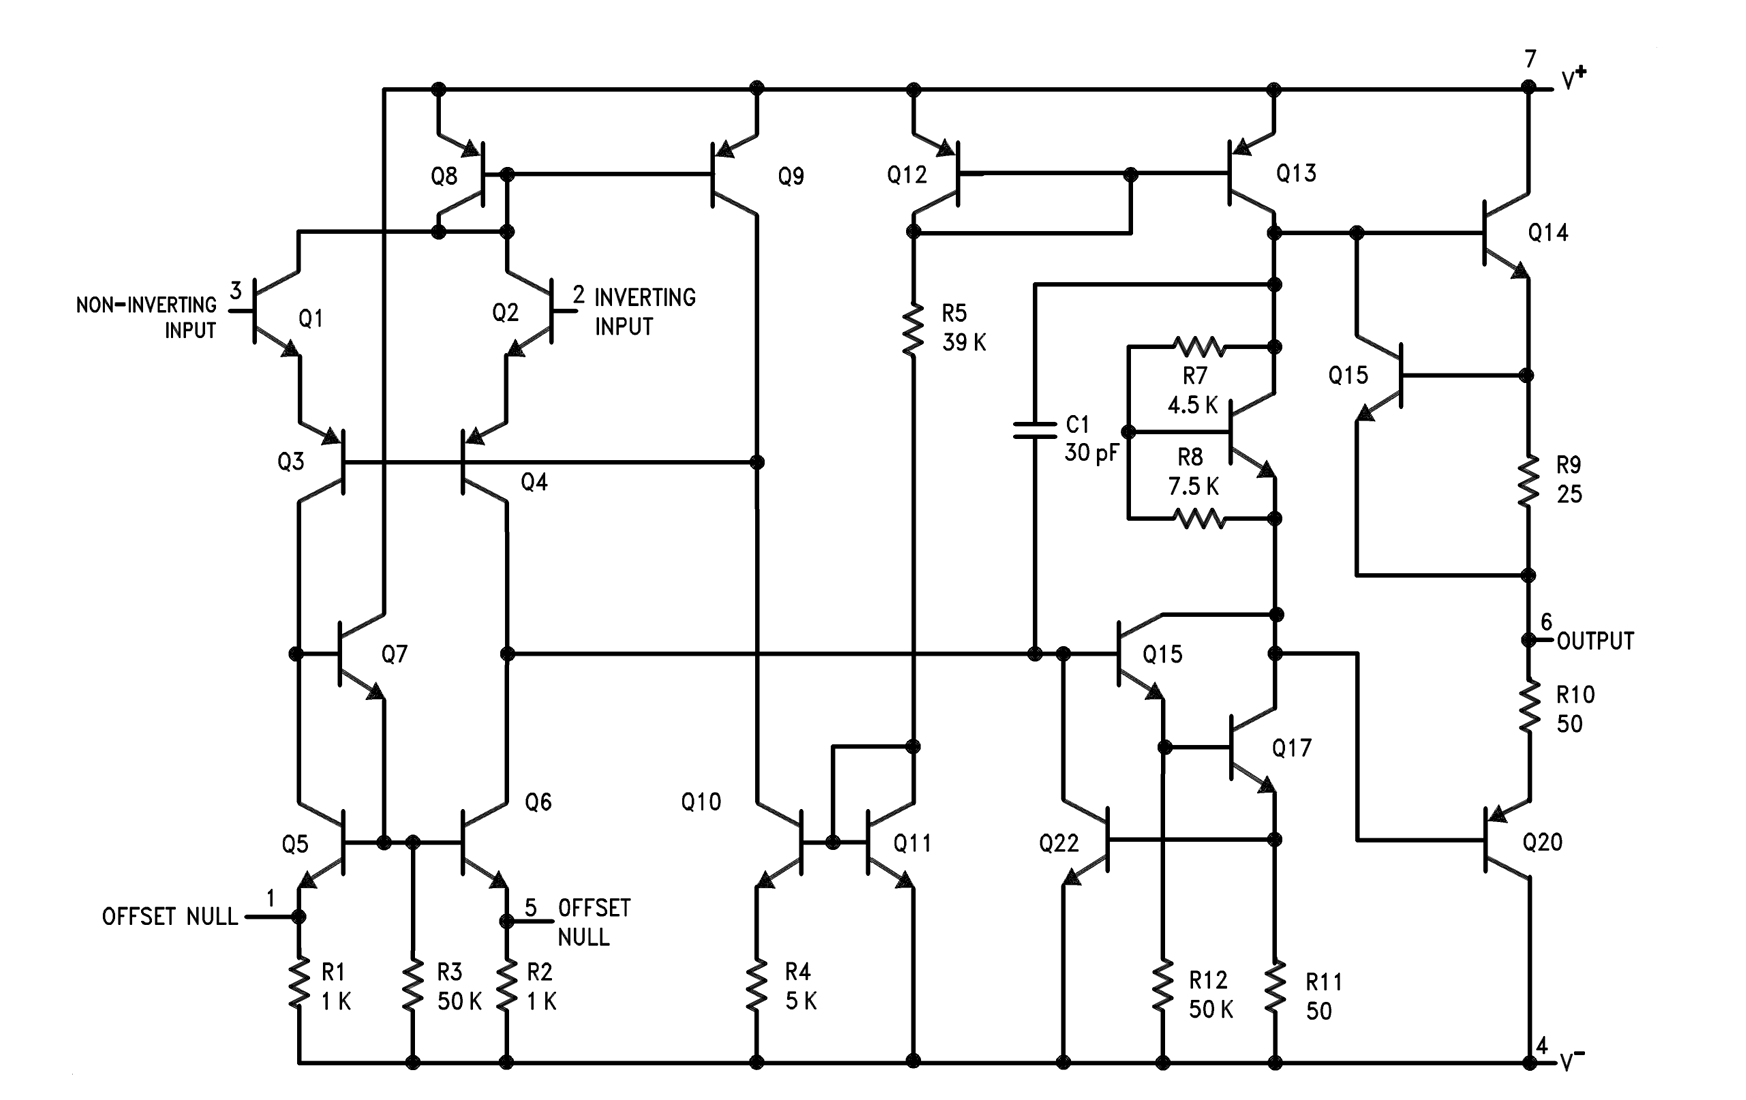 7
V+
Q8
Q9
Q12
Q13
Q14
NON-INVERTING
INPUT
3
Q1
Q2
2 INVERTING
INPUT
R5
39 K
R7
4.5 K
Q15
C1
30 pF
R8
7.5 K
Q3
Q4
R9
25
Q7
Q15
6
OUTPUT
R10
50
Q17
Q5
Q6
Q10
Q11
Q22
Q20
OFFSET NULL
1
5
OFFSET
NULL
R1
1 K
R3
50 K
R2
1 K
R4
5 K
R12
50 K
R11
50
4
V-